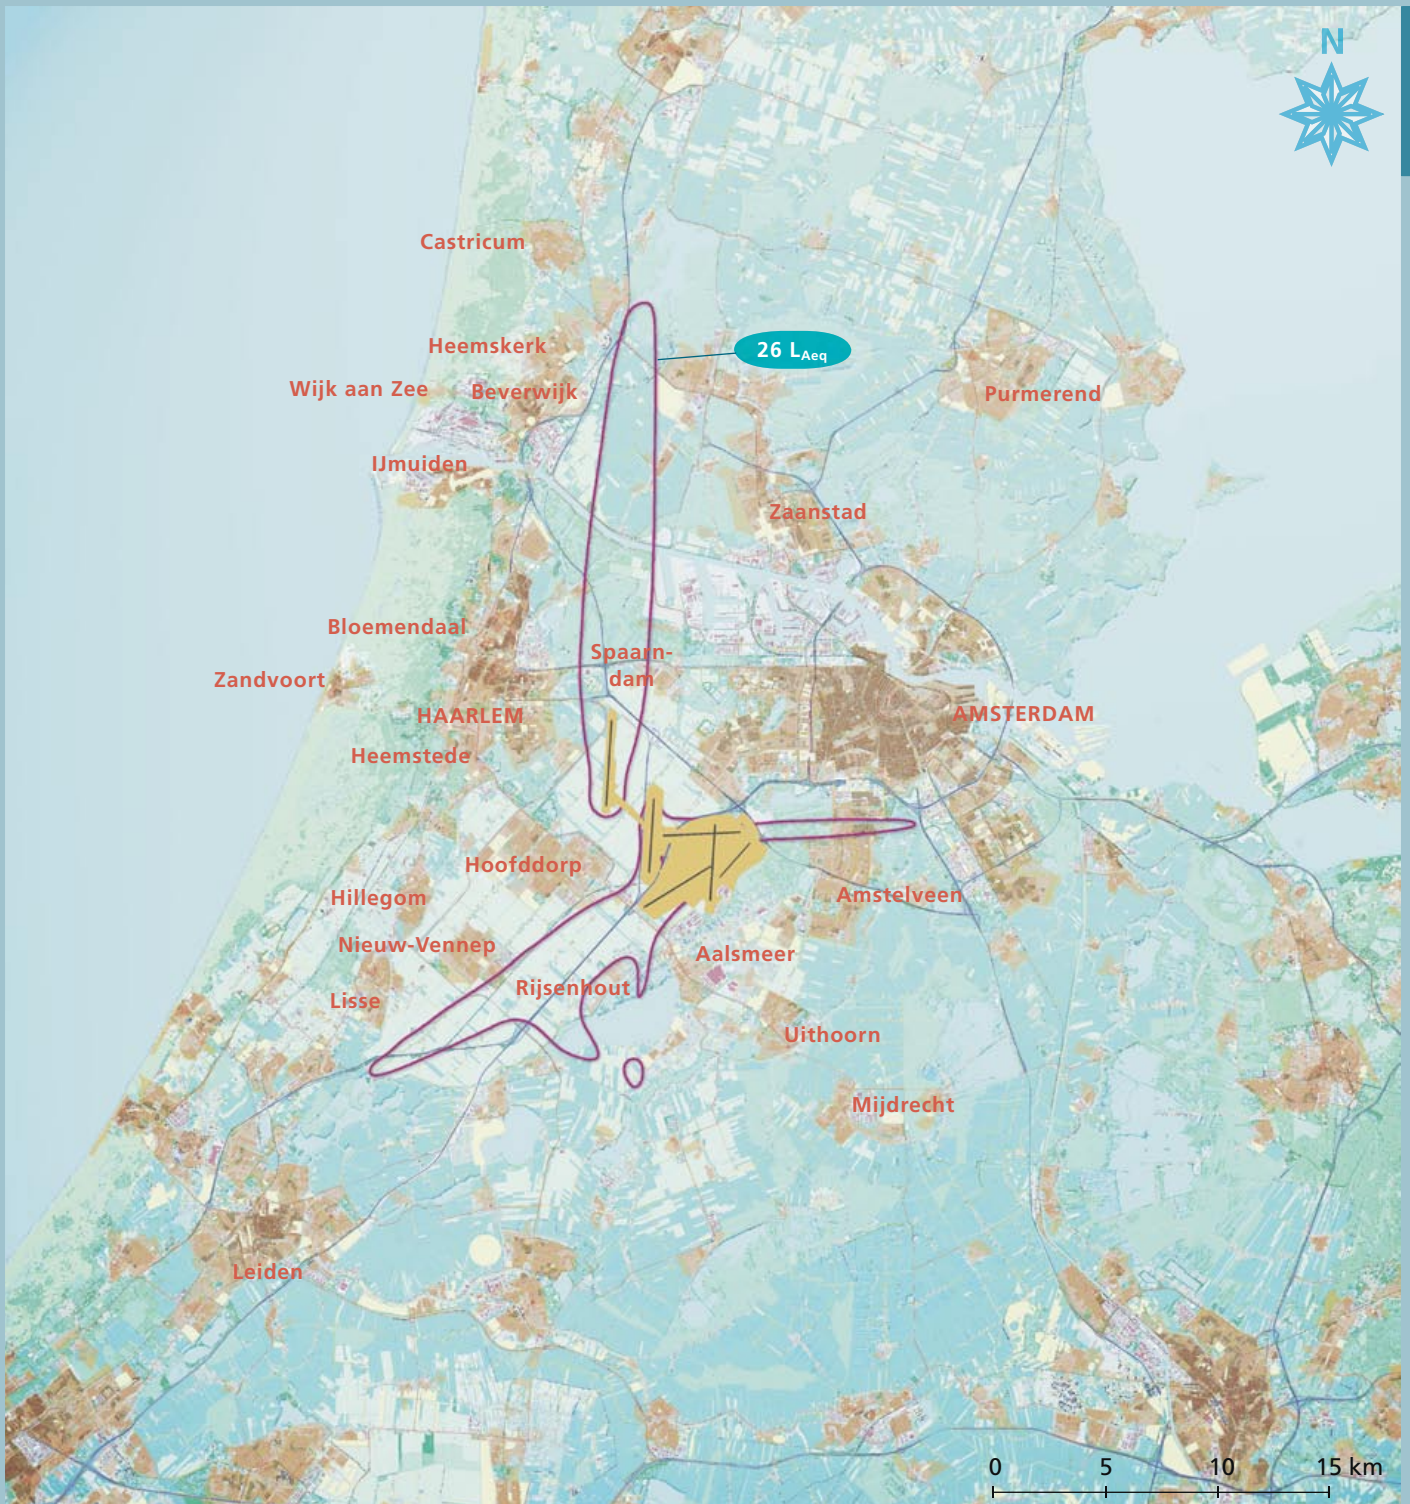 N
Castricum
Heemskerk
26 LAeq
Wijk aan Zee
Beverwijk
Purmerend
IJmuiden
Zaanstad
Bloemendaal
Spaarn-
dam
Zandvoort
HAARLEM
AMSTERDAM
Heemstede
Hoofddorp
Hillegom
Amstelveen
Nieuw-Vennep
Aalsmeer
Rijsenhout
Lisse
Uithoorn
Mijdrecht
Leiden
0 5 10 15 km